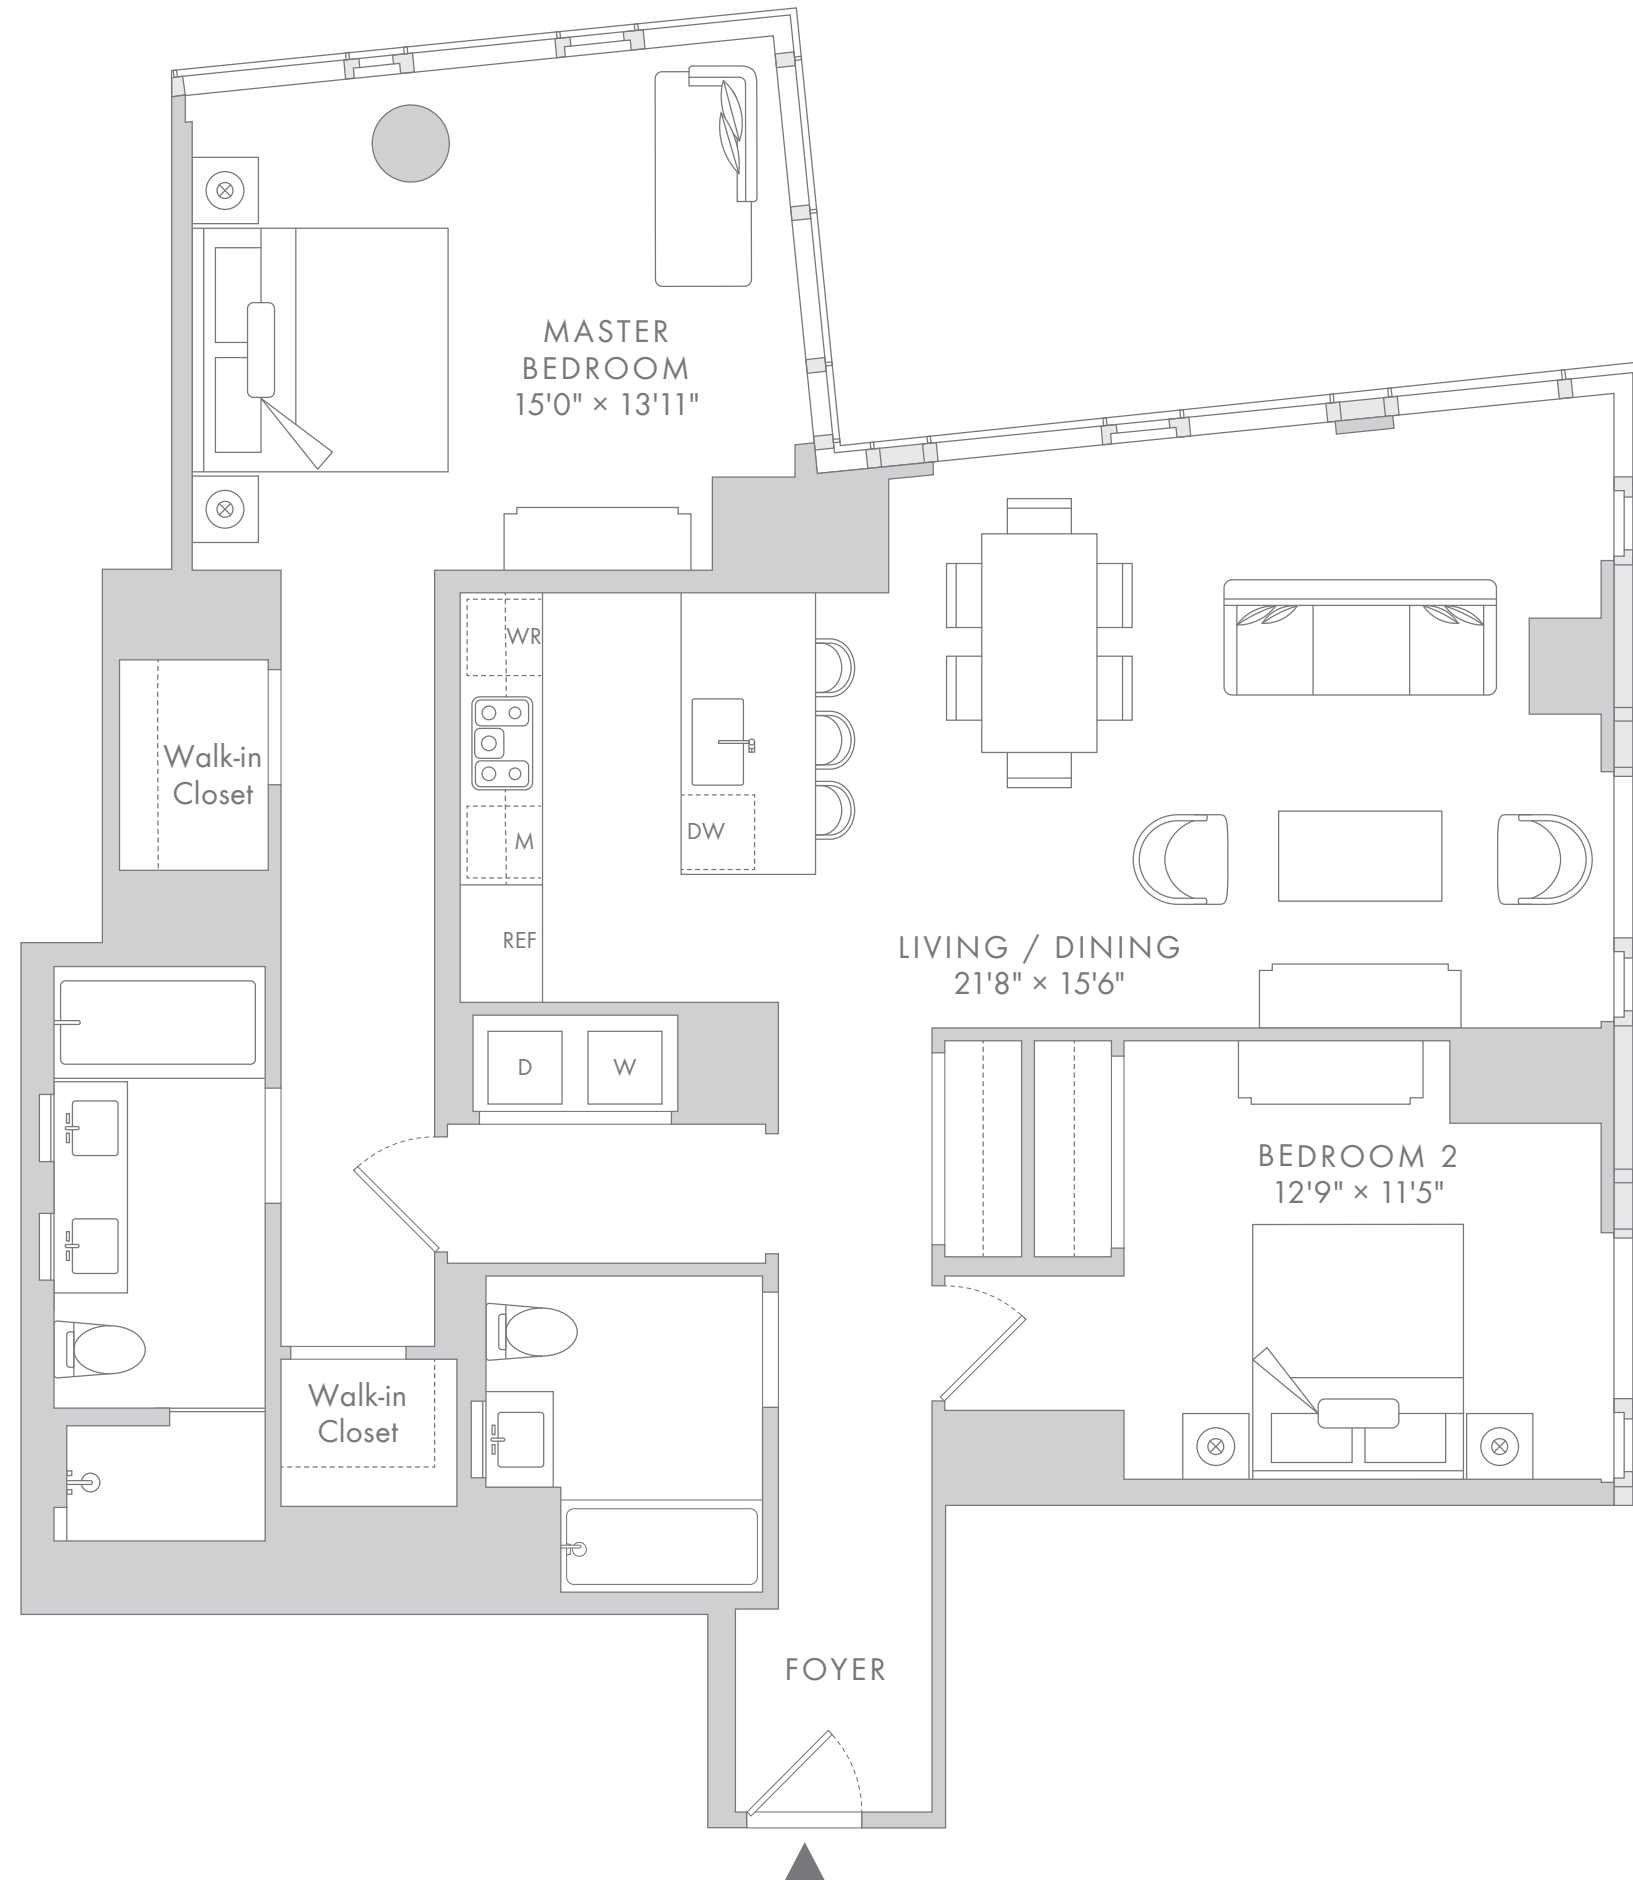 MASTER
BEDROOM
15'0" × 13'11"
WR
Walk-in
Closet
M
DW
REF
LIVING / DINING
21'8" × 15'6"
D
W
BEDROOM 2
12'9" × 11'5"
Walk-in
Closet
FOYER